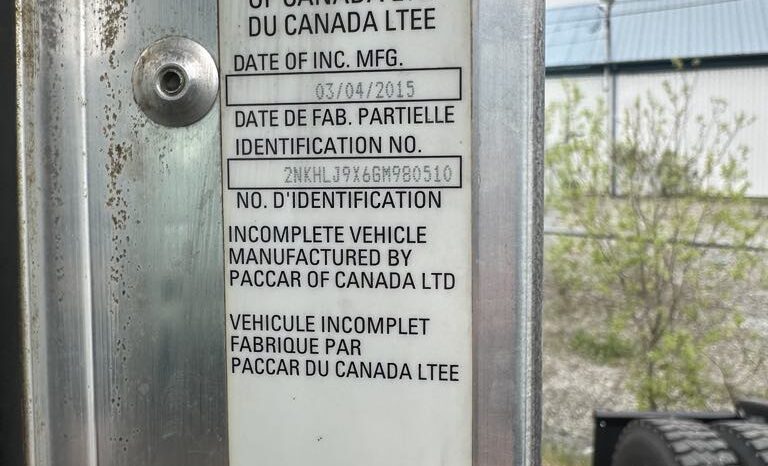 DU CANADA LTEE
DATE OF INC. MFG.
03/04/2015
DATE DE FAB. PARTIELLE
IDENTIFICATION NO.
2NKHLJ9X6GM980510
NO. D'IDENTIFICATION
INCOMPLETE VEHICLE
MANUFACTURED BY
PACCAR OF CANADA LTD
VEHICULE INCOMPLET
FABRIQUE PAR
PACCAR DU CANADA LTEE